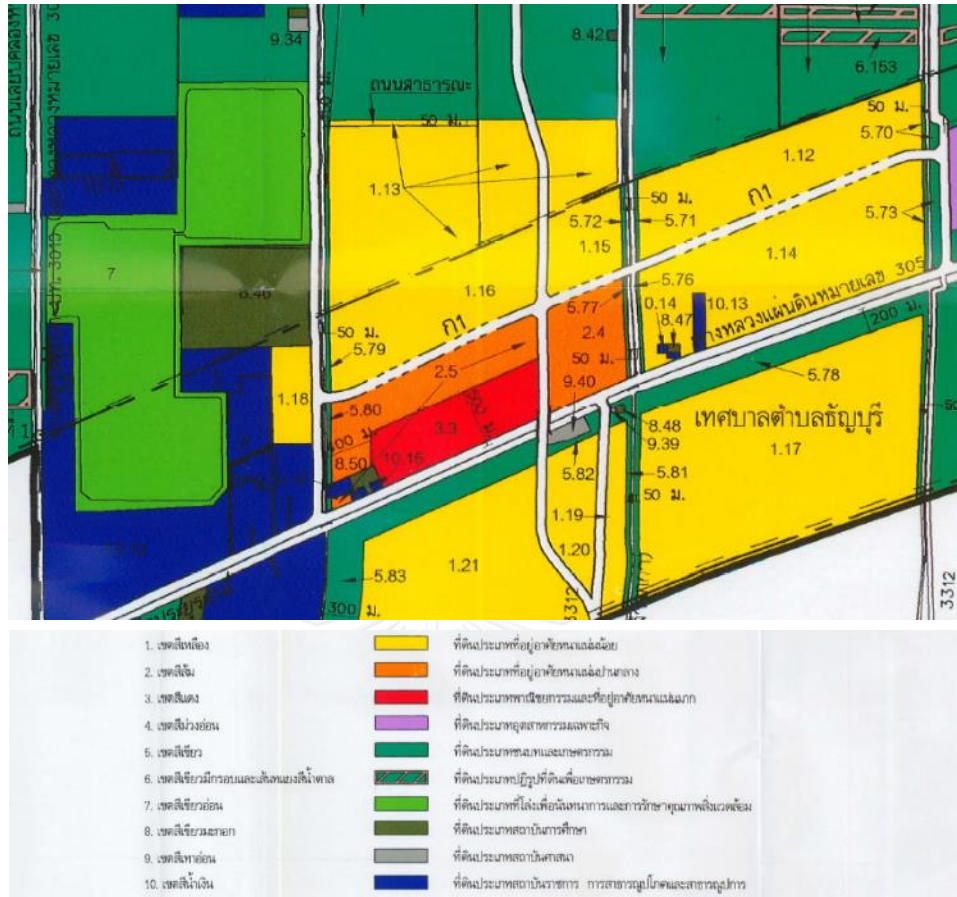 9.34
8.42
6.153
ถนนสาธารณะ
50 ม.
50 ม.
5.70
1.12
1.13
ก1
50 ม.
5.72
5.71
5.73
1.15
1.14
7
5.76
1.16
5.77
0.14
10.13
8.47
ทางหลวงแผ่นดินหมายเลข 305
200 ม.
50 ม.
ก1
2.4
5.79
50 ม.
2.5
9.40
5.78
1.18
5.80
3.3
500 ม.
8.48
เทศบาลตำบลธัญบุรี
9.39
1.17
8.50
10.15
5.82
5.81
50 ม.
1.19
1.20
1.21
5.83
300 ม.
3312
3312
1. เขตสีเหลือง ที่ดินประเภทที่อยู่อาศัยหนาแน่นน้อย
2. เขตสีส้ม ที่ดินประเภทที่อยู่อาศัยหนาแน่นปานกลาง
3. เขตสีแดง ที่ดินประเภทพาณิชยกรรมและที่อยู่อาศัยหนาแน่นมาก
4. เขตสีม่วงอ่อน ที่ดินประเภทอุตสาหกรรมเฉพาะกิจ
5. เขตสีเขียว ที่ดินประเภทชนบทและเกษตรกรรม
6. เขตสีเขียวมีกรอบและเส้นทแยงสีน้ำตาล ที่ดินประเภทปฏิรูปที่ดินเพื่อเกษตรกรรม
7. เขตสีเขียวอ่อน ที่ดินประเภทที่โล่งเพื่อนันทนาการและการรักษาคุณภาพสิ่งแวดล้อม
8. เขตสีเขียวมะกอก ที่ดินประเภทสถาบันการศึกษา
9. เขตสีเทาอ่อน ที่ดินประเภทสถาบันศาสนา
10. เขตสีน้ำเงิน ที่ดินประเภทสถาบันราชการ การสาธารณูปโภคและสาธารณูปการ